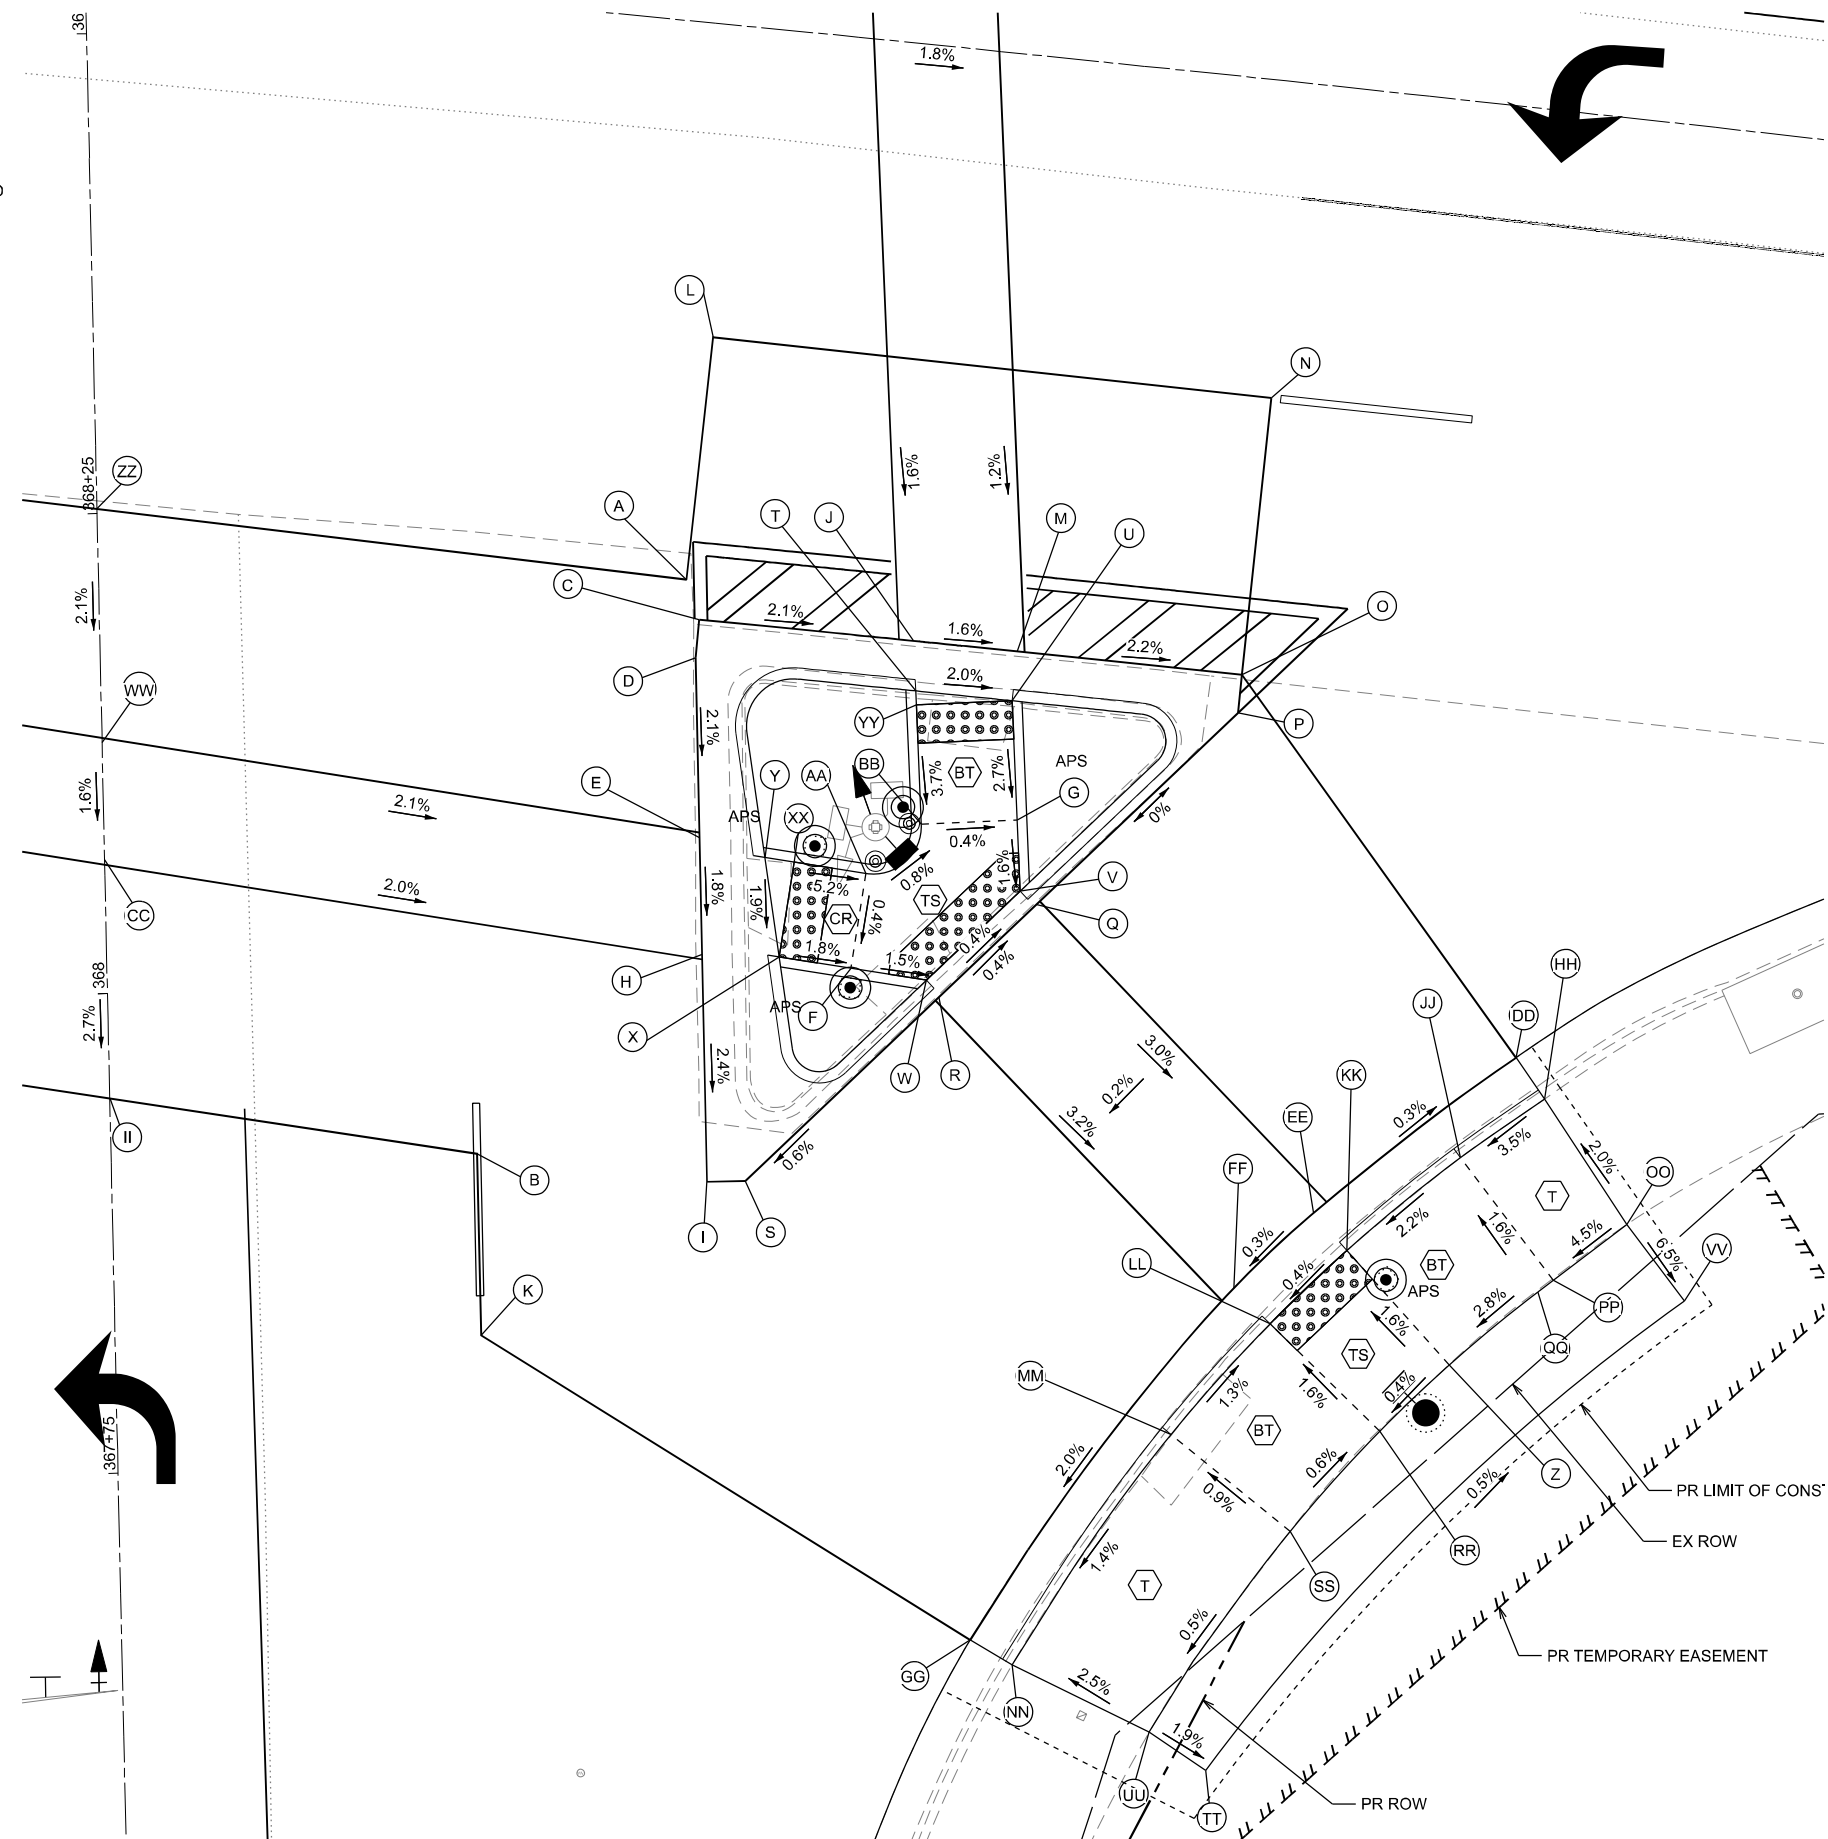 36
1.8%
L
N
368+25
ZZ
1.6%
1.2%
A
T
J
M
U
C
2.1%
2.1%
1.6%
O
2.2%
D
WW
2.0%
P
YY
2.1%
BB
BT
APS
3.7%
2.7%
E
Y
AA
G
1.6%
2.1%
APS
XX
0%
0.4%
1.8%
1.9%
5.2%
0.8%
1.6%
V
2.0%
CC
CR
TS
0.4%
Q
H
1.8%
1.5%
0.4%
0.4%
368
2.7%
APS
F
X
HH
JJ
DD
2.4%
W
R
3.0%
KK
0.2%
3.2%
EE
0.3%
II
3.5%
0.6%
B
FF
2.0%
OO
T
I
S
2.2%
1.6%
4.5%
0.3%
6.5%
VV
LL
0.4%
BT
APS
K
2.8%
PP
1.6%
QQ
TS
MM
1.3%
1.6%
0.4%
367+75
BT
2.0%
0.6%
Z
0.5%
PR LIMIT OF CONST
0.9%
EX ROW
RR
1.4%
T
SS
0.5%
PR TEMPORARY EASEMENT
GG
2.5%
NN
1.9%
UU
TT
PR ROW